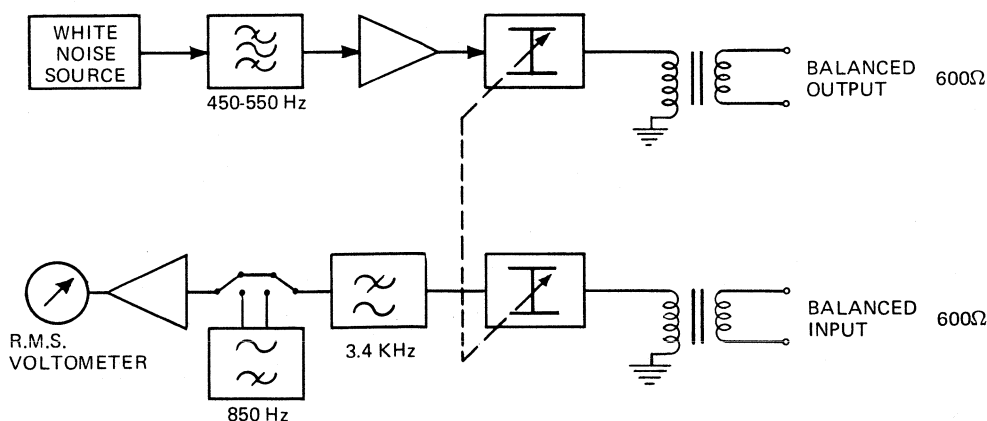 WHITE
NOISE
SOURCE
450-550 Hz
BALANCED
OUTPUT
600Ω
R.M.S.
VOLTOMETER
850 Hz
3.4 KHz
BALANCED
INPUT
600Ω